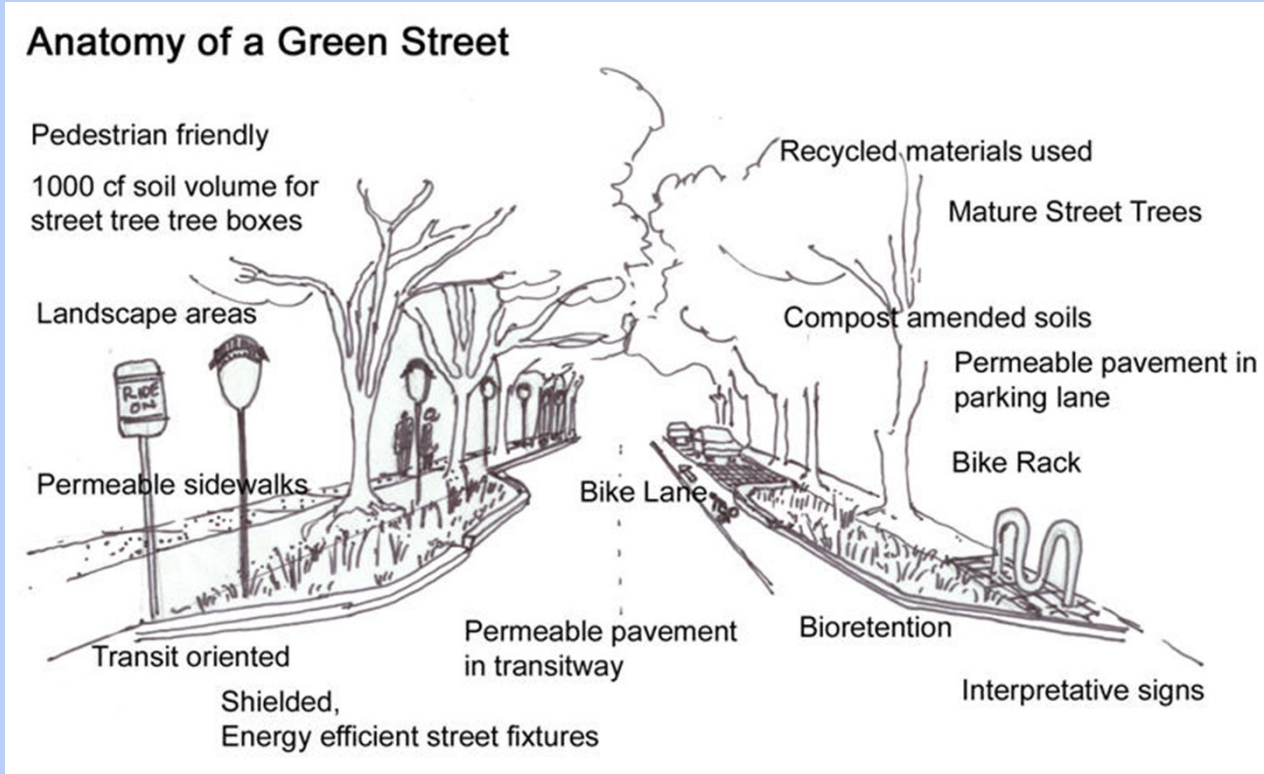 Anatomy of a Green Street
Pedestrian friendly
1000 cf soil volume for
street tree tree boxes
Landscape areas
RIDE
ON
Permeable sidewalks
Transit oriented
Shielded,
Energy efficient street fixtures
Bike Lane
Permeable pavement
in transitway
Recycled materials used
Mature Street Trees
Compost amended soils
Permeable pavement in
parking lane
Bike Rack
Bioretention
Interpretative signs